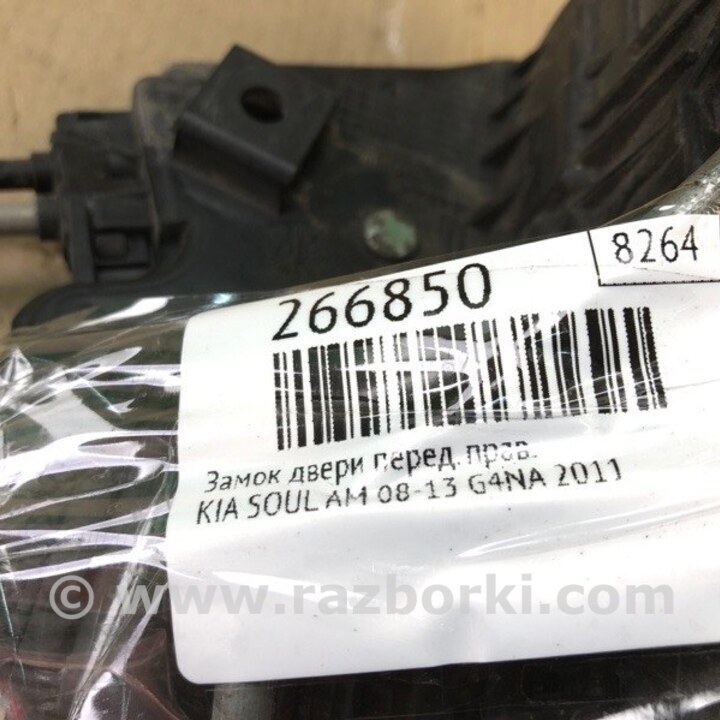 8264
266850
Замок двери перед. прав.
KIA SOUL AM 08-13 G4NA 2011
© www.razborki.com